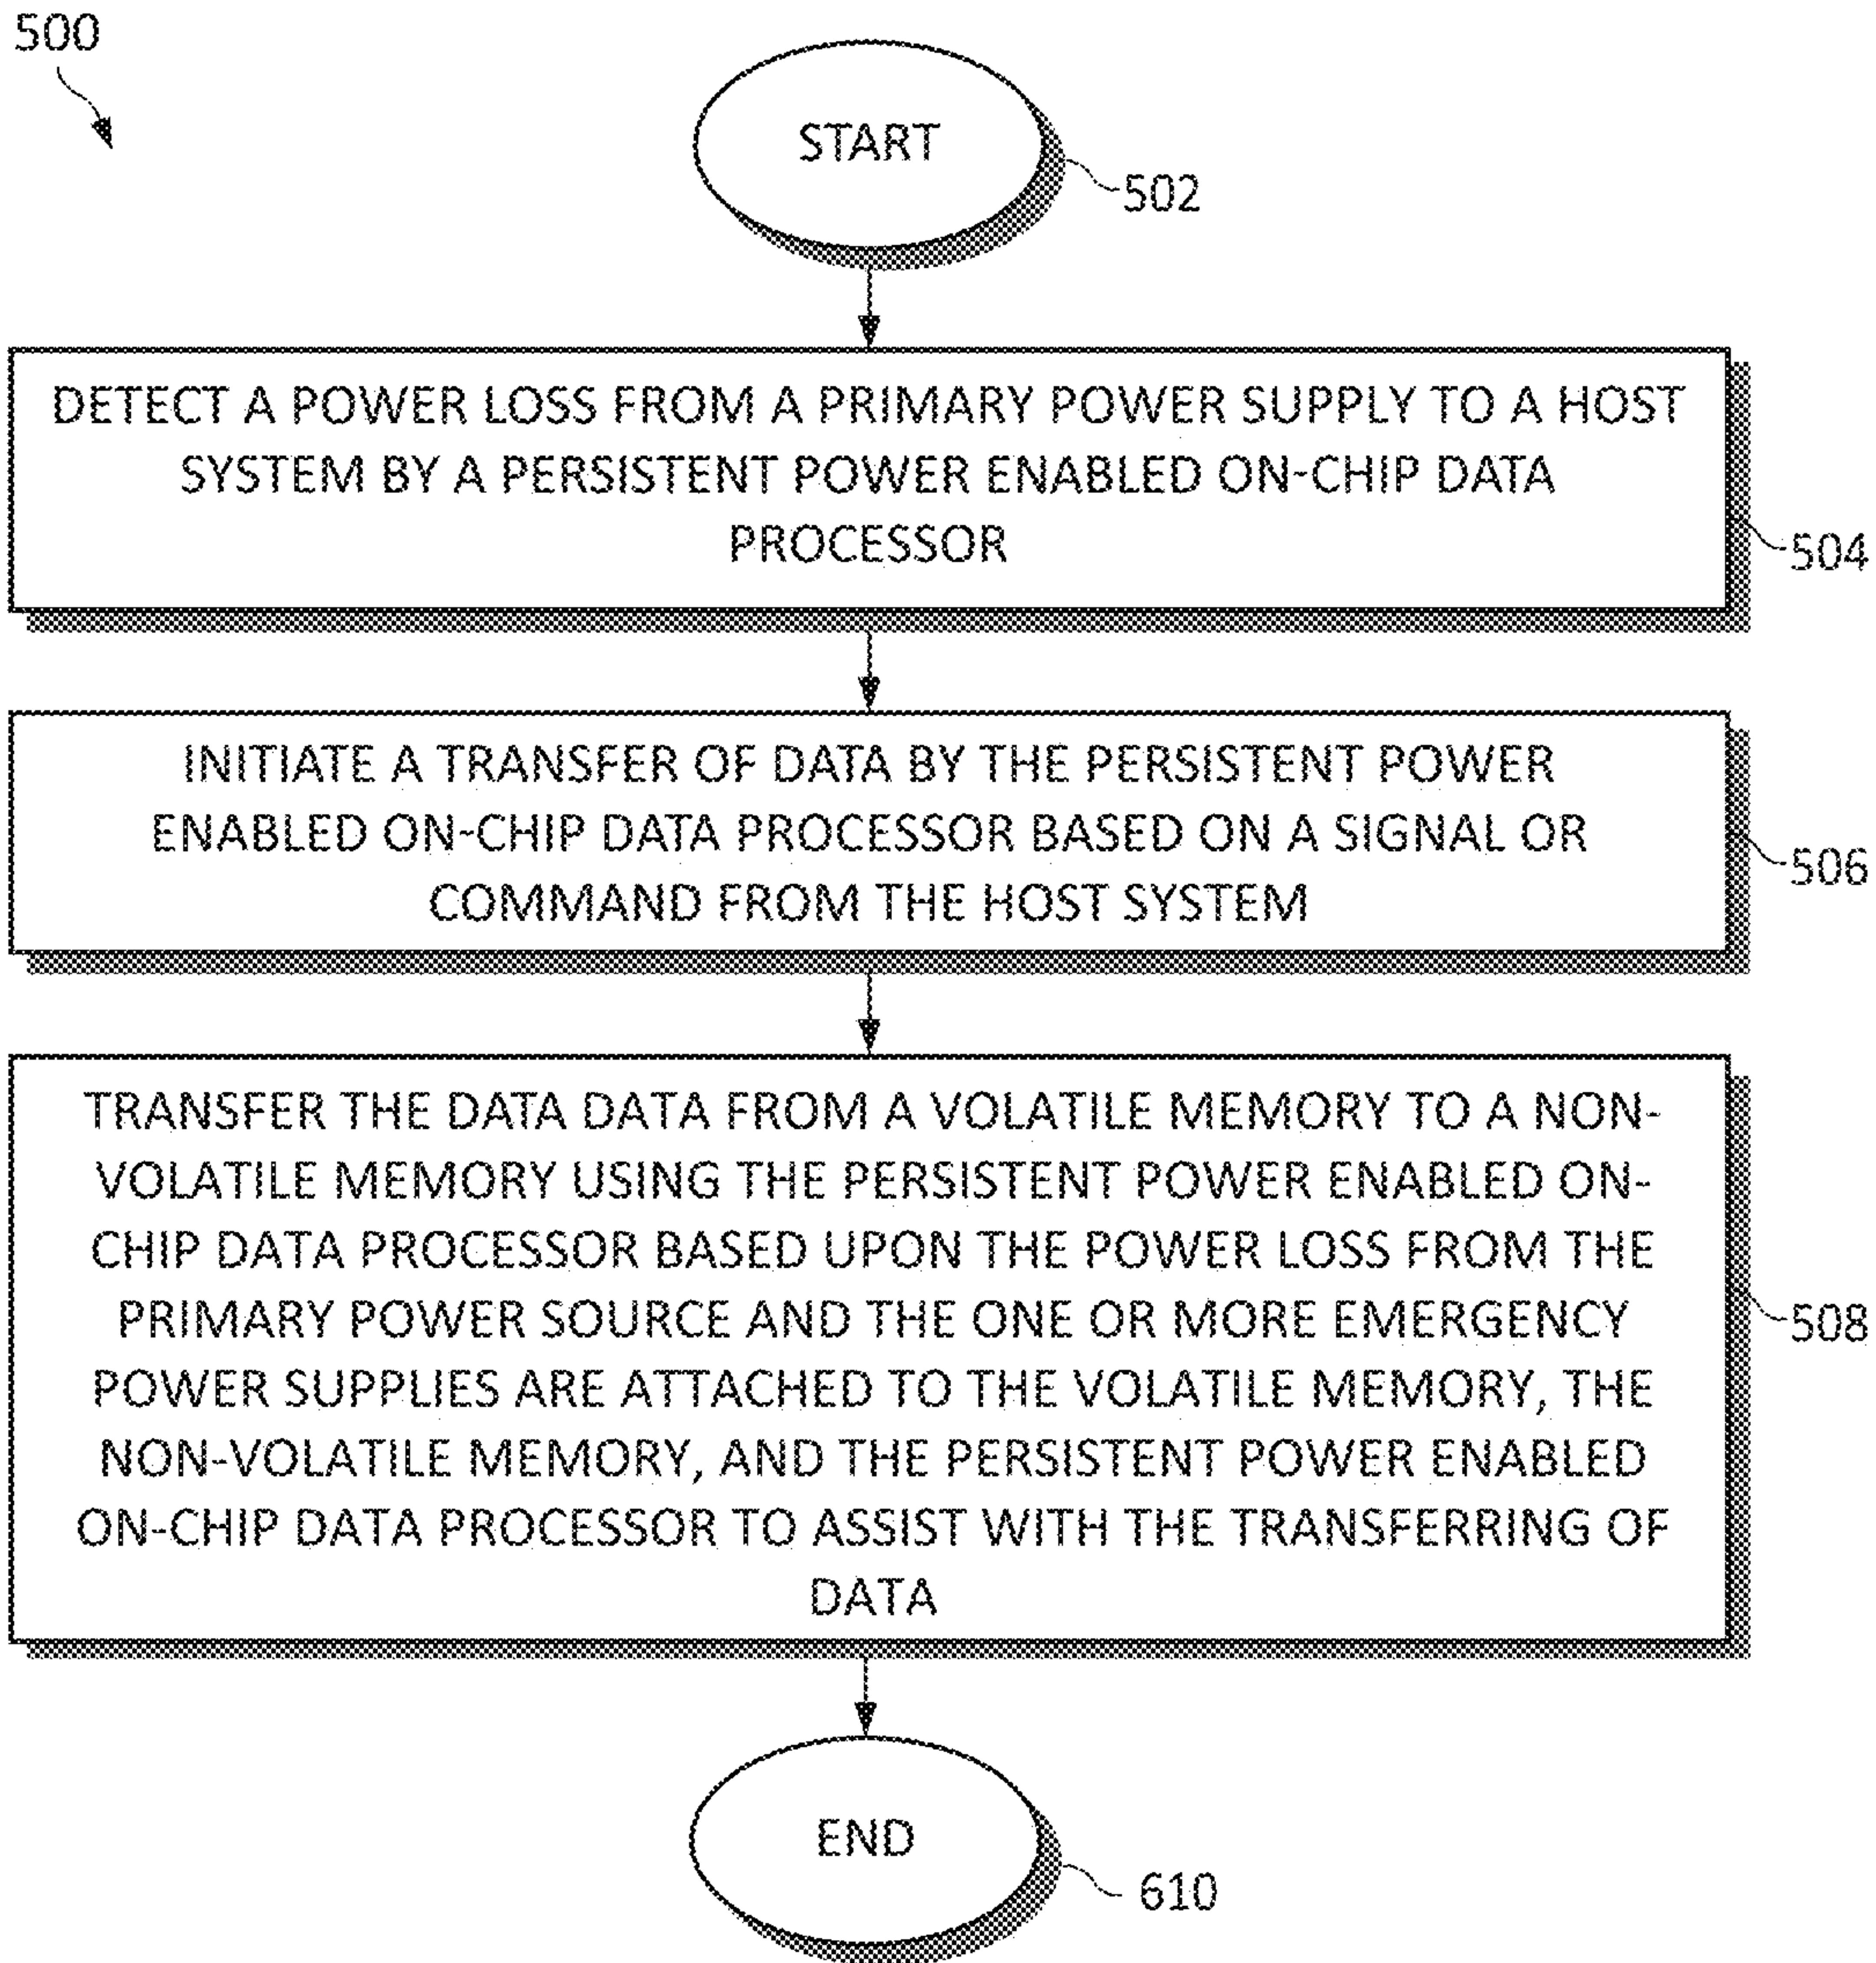 500
START
502
DETECT A POWER LOSS FROM A PRIMARY POWER SUPPLY TO A HOST
SYSTEM BY A PERSISTENT POWER ENABLED ON-CHIP DATA
PROCESSOR
504
INITIATE A TRANSFER OF DATA BY THE PERSISTENT POWER
ENABLED ON-CHIP DATA PROCESSOR BASED ON A SIGNAL OR
COMMAND FROM THE HOST SYSTEM
506
TRANSFER THE DATA DATA FROM A VOLATILE MEMORY TO A NON-
VOLATILE MEMORY USING THE PERSISTENT POWER ENABLED ON-
CHIP DATA PROCESSOR BASED UPON THE POWER LOSS FROM THE
PRIMARY POWER SOURCE AND THE ONE OR MORE EMERGENCY
POWER SUPPLIES ARE ATTACHED TO THE VOLATILE MEMORY, THE
NON-VOLATILE MEMORY, AND THE PERSISTENT POWER ENABLED
ON-CHIP DATA PROCESSOR TO ASSIST WITH THE TRANSFERRING OF
DATA
508
END
610